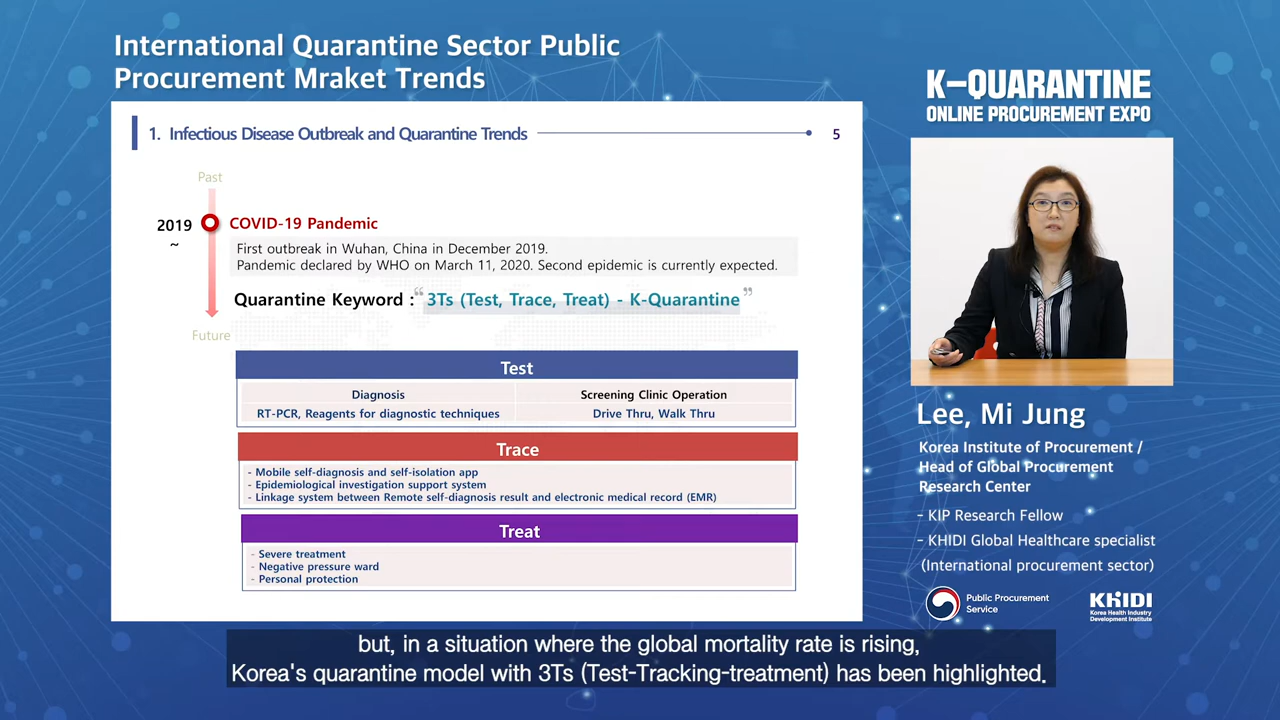 International Quarantine Sector Public
Procurement Mraket Trends
K-QUARANTINE
ONLINE PROCUREMENT EXPO
1. Infectious Disease Outbreak and Quarantine Trends
5
Past
2019
~
COVID-19 Pandemic
First outbreak in Wuhan, China in December 2019.
Pandemic declared by WHO on March 11, 2020. Second epidemic is currently expected.
Quarantine Keyword : “ 3Ts (Test, Trace, Treat) - K-Quarantine ”
Future
Test
Diagnosis
Screening Clinic Operation
RT-PCR, Reagents for diagnostic techniques
Drive Thru, Walk Thru
Trace
- Mobile self-diagnosis and self-isolation app
- Epidemiological investigation support system
- Linkage system between Remote self-diagnosis result and electronic medical record (EMR)
Treat
- Severe treatment
- Negative pressure ward
- Personal protection
Lee, Mi Jung
Korea Institute of Procurement /
Head of Global Procurement
Research Center
- KIP Research Fellow
- KHIDI Global Healthcare specialist
(International procurement sector)
Public Procurement
Service
KHIDI
Korea Health Industry
Development Institute
but, in a situation where the global mortality rate is rising,
Korea's quarantine model with 3Ts (Test-Tracking-treatment) has been highlighted.